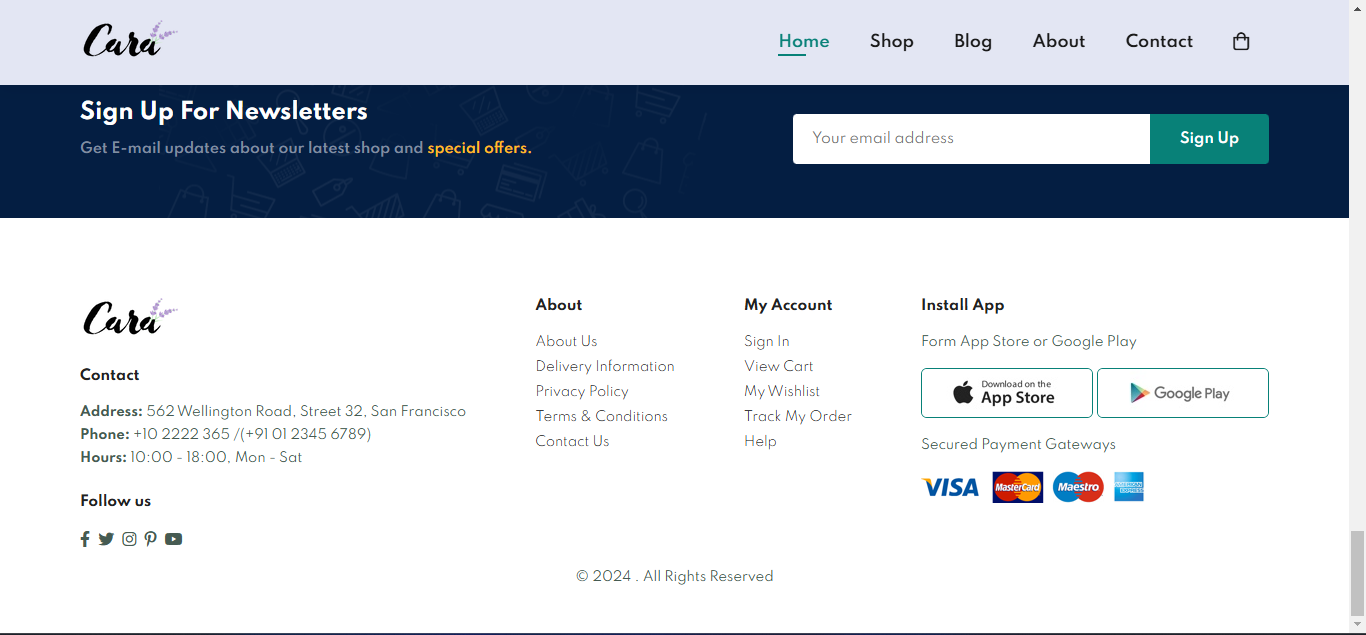 Cara
Home Shop Blog About Contact
Sign Up For Newsletters
Get E-mail updates about our latest shop and special offers.
Your email address
Sign Up
Cara
Contact
Address: 562 Wellington Road, Street 32, San Francisco
Phone: +10 2222 365 /(+91 01 2345 6789)
Hours: 10:00 - 18:00, Mon - Sat
Follow us
About
About Us
Delivery Information
Privacy Policy
Terms & Conditions
Contact Us
My Account
Sign In
View Cart
My Wishlist
Track My Order
Help
Install App
Form App Store or Google Play
Download on the
App Store
Google Play
Secured Payment Gateways
VISA MasterCard Maestro
AMERICAN
EXPRESS
© 2024 . All Rights Reserved